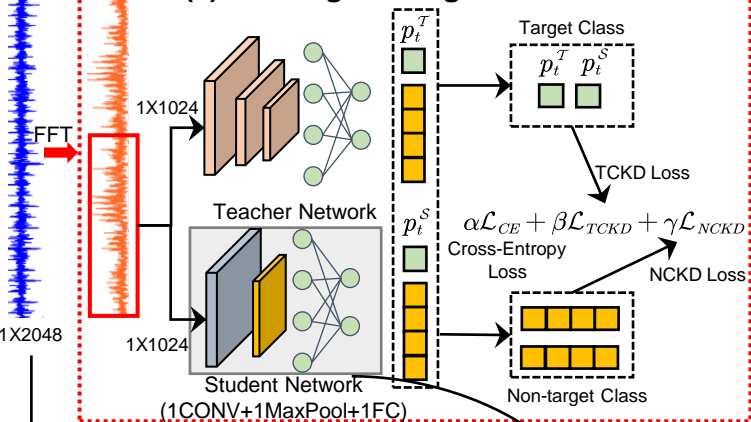 FFT
1X2048
1X1024
Teacher Network
1X1024
Student Network
(1CONV+1MaxPool+1FC)
p_t^𝒯
p_t^𝒮
Target Class
p_t^𝒯 p_t^𝒮
TCKD Loss
αℒ_CE + βℒ_TCKD + γℒ_NCKD
Cross-Entropy
Loss
NCKD Loss
Non-target Class